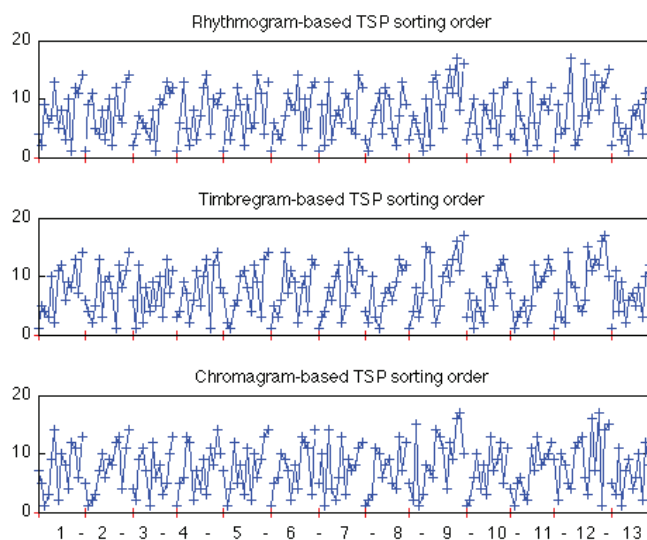 Rhythmogram-based TSP sorting order
20
10
0
Timbregram-based TSP sorting order
20
10
0
Chromagram-based TSP sorting order
20
10
0
1 - 2 - 3 - 4 - 5 - 6 - 7 - 8 - 9 - 10 - 11 - 12 - 13